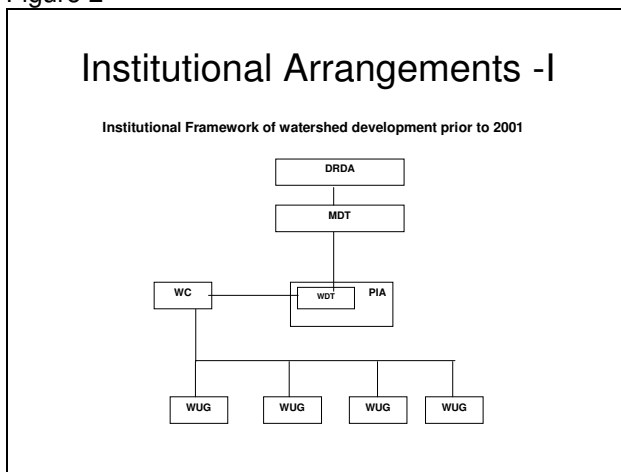 Figure 2
Institutional Arrangements -I
Institutional Framework of watershed development prior to 2001
DRDA
MDT
WC
WDT PIA
WUG WUG WUG WUG